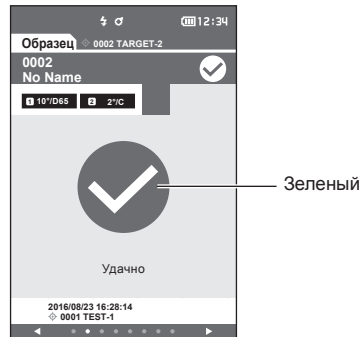 12:34
Образец 0002 TARGET-2
0002
No Name
1 10°/D65 2 2°/C
Зеленый
Удачно
2016/08/23 16:28:14
0001 TEST-1